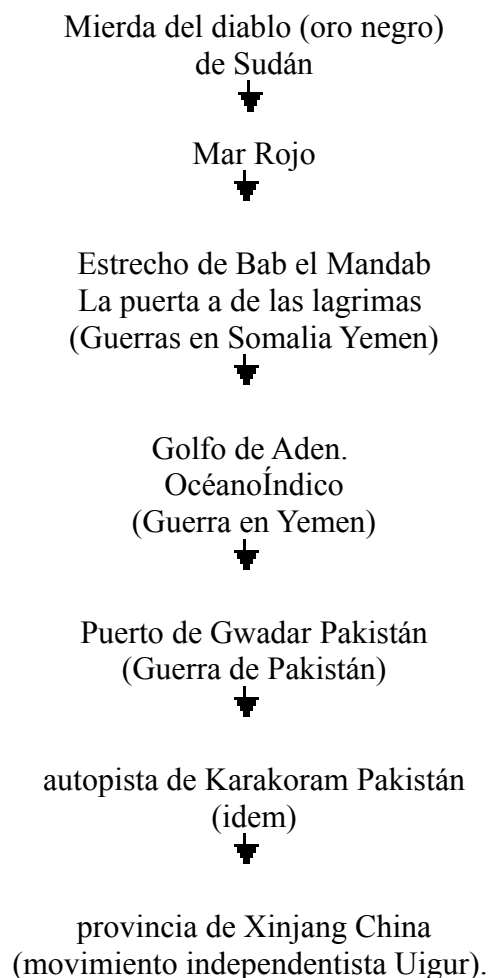 Mierda del diablo (oro negro)
de Sudán
Mar Rojo
Estrecho de Bab el Mandab
La puerta a de las lagrimas
(Guerras en Somalia Yemen)
Golfo de Aden.
OcéanoÍndico
(Guerra en Yemen)
Puerto de Gwadar Pakistán
(Guerra de Pakistán)
autopista de Karakoram Pakistán
(idem)
provincia de Xinjang China
(movimiento independentista Uigur).